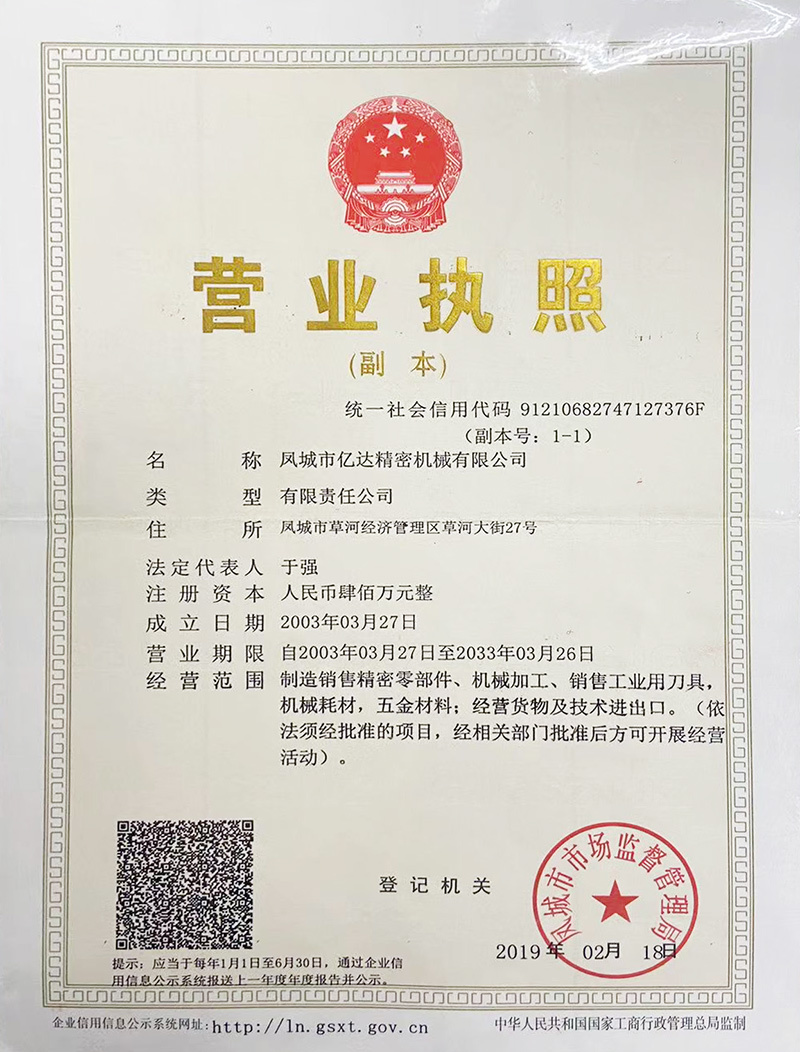 营业执照
(副 本)
统一社会信用代码 91210682747127376F
（副本号：1-1）
名 称 凤城市亿达精密机械有限公司
类 型 有限责任公司
住 所 凤城市草河经济管理区草河大街27号
法定代表人 于强
注册资本 人民币肆佰万元整
成立日期 2003年03月27日
营业期限 自2003年03月27日至2033年03月26日
经营范围 制造销售精密零部件、机械加工、销售工业用刀具，
机械耗材，五金材料；经营货物及技术进出口。（依
法须经批准的项目，经相关部门批准后方可开展经营
活动）。
登记机关
凤城市市场监督管理局
2019年 02月 18日
提示：应当于每年1月1日至6月30日，通过企业信
用信息公示系统报送上一年度年度报告并公示。
企业信用信息公示系统网址:http://ln.gsxt.gov.cn
中华人民共和国国家工商行政管理总局监制